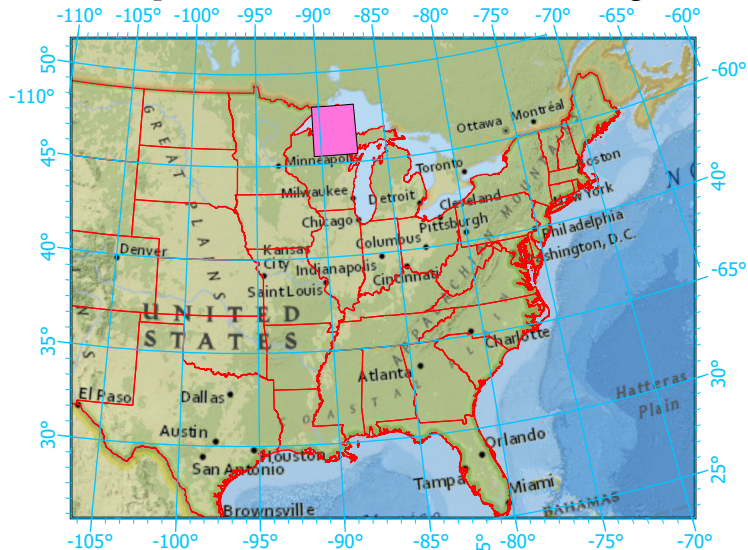 -110° -105° -100° -95° -90° -85° -80° -75° -70° -65° -60°
50° -60°
-110°
Ottawa Montréal
45° Minneapolis Toronto Boston
GREAT PLAINS
Milwaukee Detroit Cleveland New York 40°
Chicago Pittsburgh
Columbus Philadelphia
40° Denver Kansas City Indianapolis Washington, D.C.
Cincinnati -65°
Saint Louis
UNITED STATES
APPALACHIAN MOUNTAINS
35° Charlotte
Atlanta 30°
Hatteras Plain
El Paso Dallas
COASTAL
Austin
30° Houston Orlando
San Antonio 25°
Tampa Miami
Brownsville BAHAMAS
-105° -100° -95° -90° -85° -80° -75° -70°